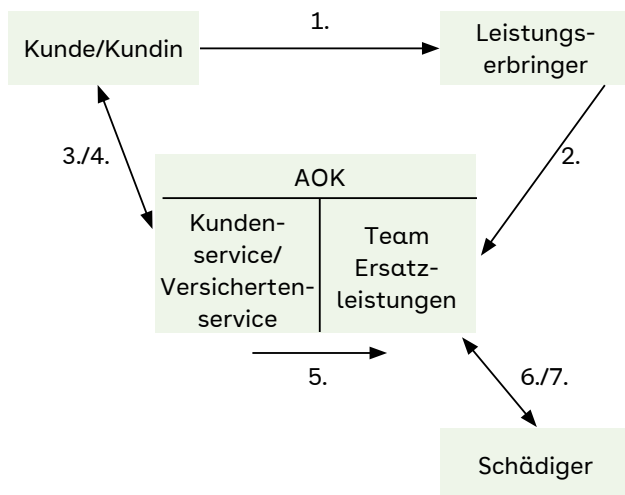 Kunde/Kundin
1.
Leistungs-
erbringer
3./4.
2.
AOK
Kunden-
service/
Versicherten-
service
Team
Ersatz-
leistungen
5.
6./7.
Schädiger